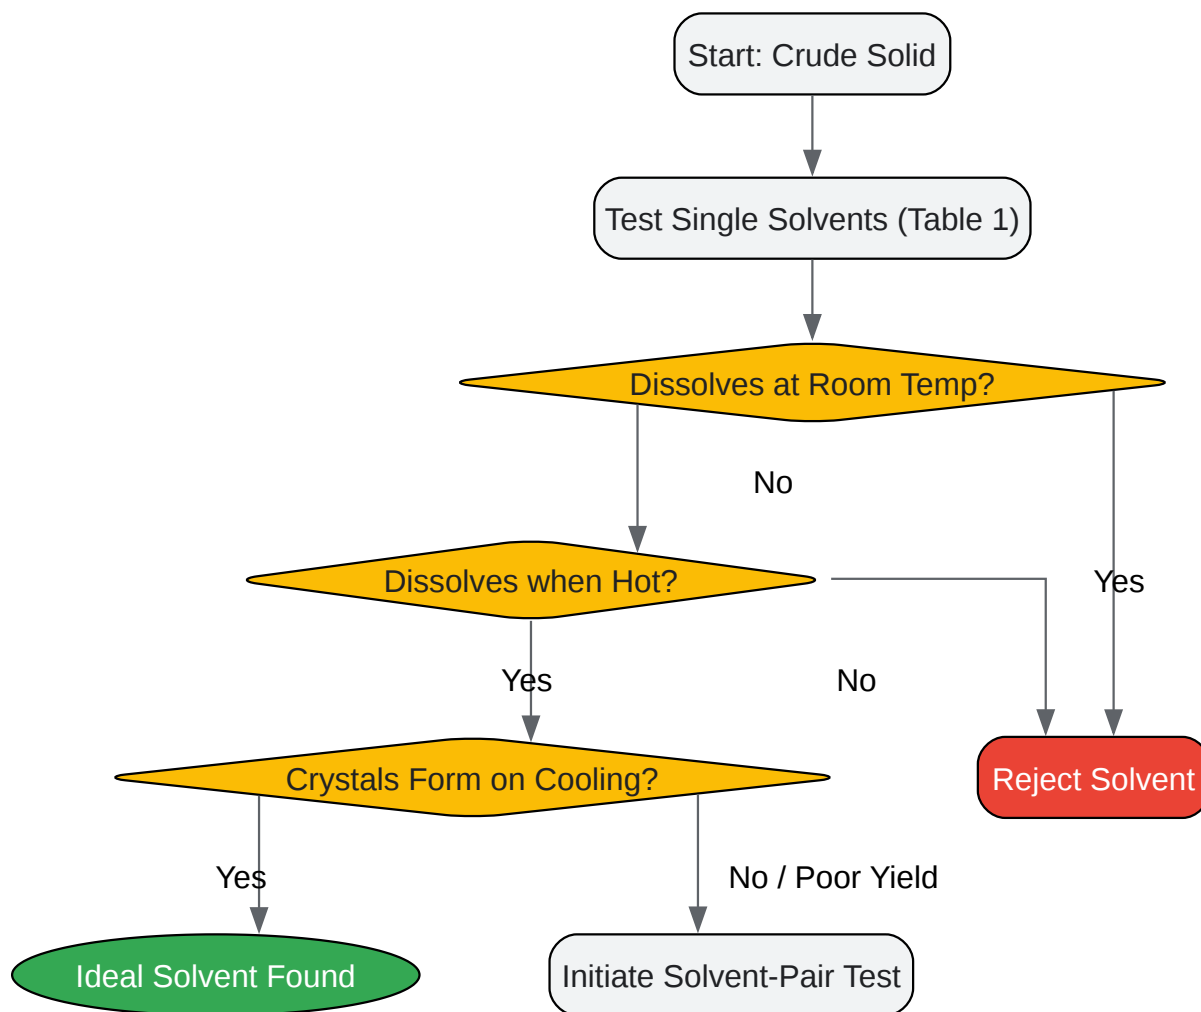 Start: Crude Solid
Test Single Solvents (Table 1)
Dissolves at Room Temp?
No
Dissolves when Hot?
Yes
Yes
No
Crystals Form on Cooling?
Reject Solvent
Yes
No / Poor Yield
Ideal Solvent Found
Initiate Solvent-Pair Test